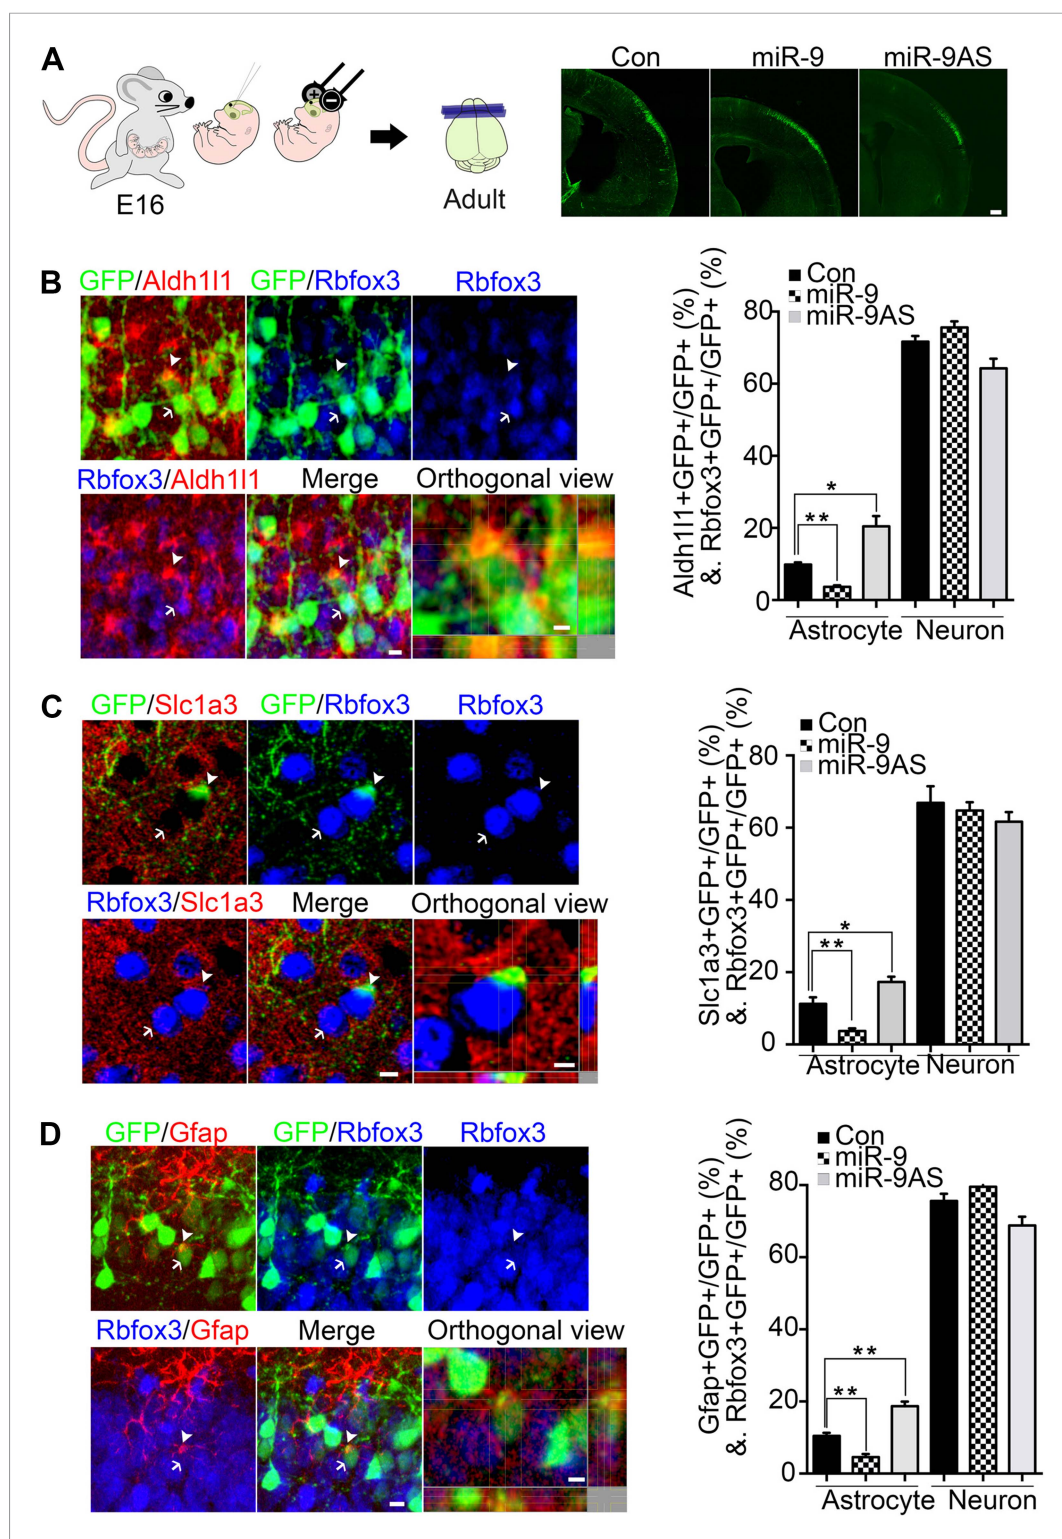 A
Con miR-9 miR-9AS
+ −
E16
Adult
B
GFP/Aldh1l1 GFP/Rbfox3 Rbfox3
Rbfox3/Aldh1l1 Merge Orthogonal view
Aldh1l1+GFP+/GFP+ (%)
&. Rbfox3+GFP+/GFP+ (%)
Con
miR-9
miR-9AS
80
60
40
20
0
*
**
Astrocyte Neuron
C
GFP/Slc1a3 GFP/Rbfox3 Rbfox3
Rbfox3/Slc1a3 Merge Orthogonal view
Slc1a3+GFP+/GFP+ (%)
&. Rbfox3+GFP+/GFP+ (%)
Con
miR-9
miR-9AS
80
60
40
20
0
*
**
Astrocyte Neuron
D
GFP/Gfap GFP/Rbfox3 Rbfox3
Rbfox3/Gfap Merge Orthogonal view
Gfap+GFP+/GFP+ (%)
&. Rbfox3+GFP+/GFP+ (%)
Con
miR-9
miR-9AS
80
60
40
20
0
**
**
Astrocyte Neuron